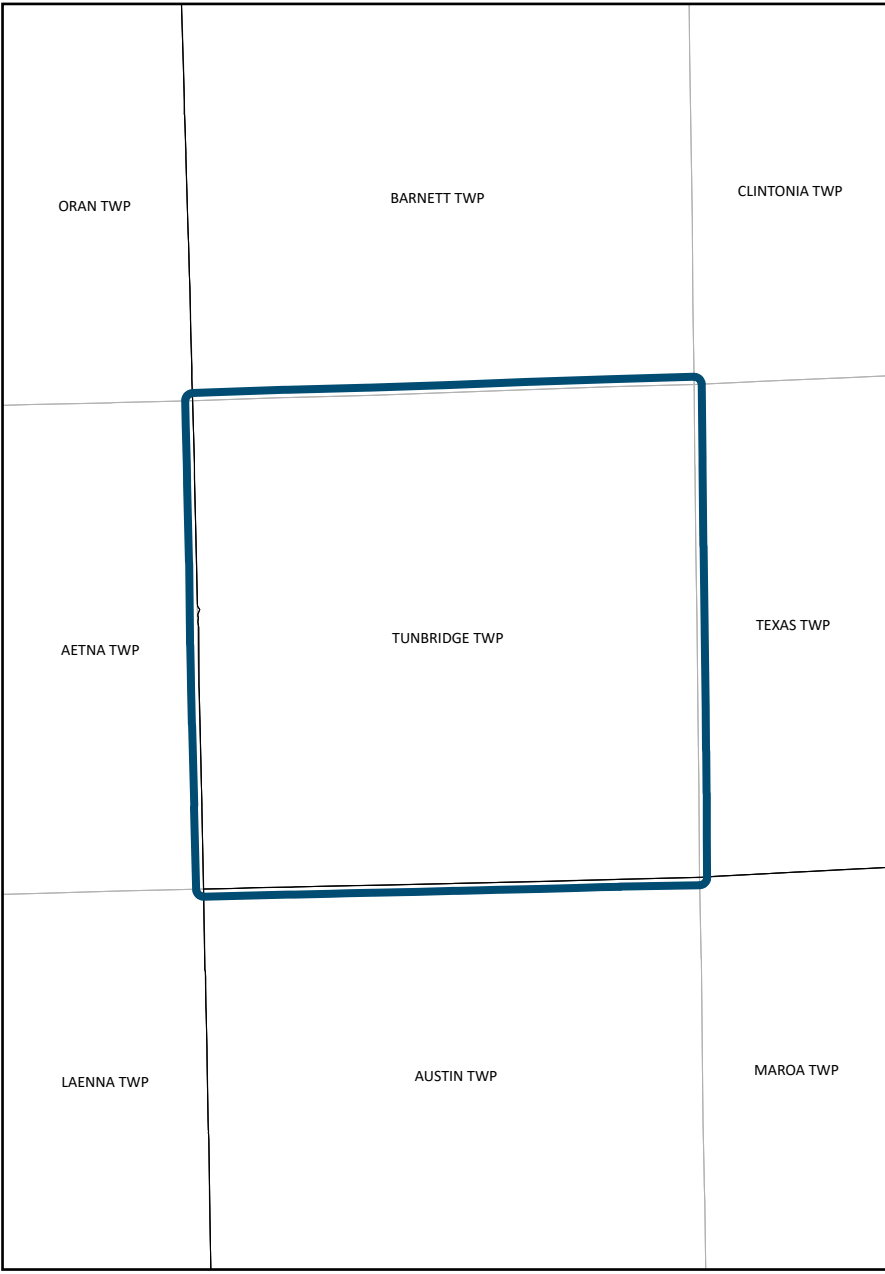 ORAN TWP
BARNETT TWP
CLINTONIA TWP
AETNA TWP
TUNBRIDGE TWP
TEXAS TWP
LAENNA TWP
AUSTIN TWP
MAROA TWP